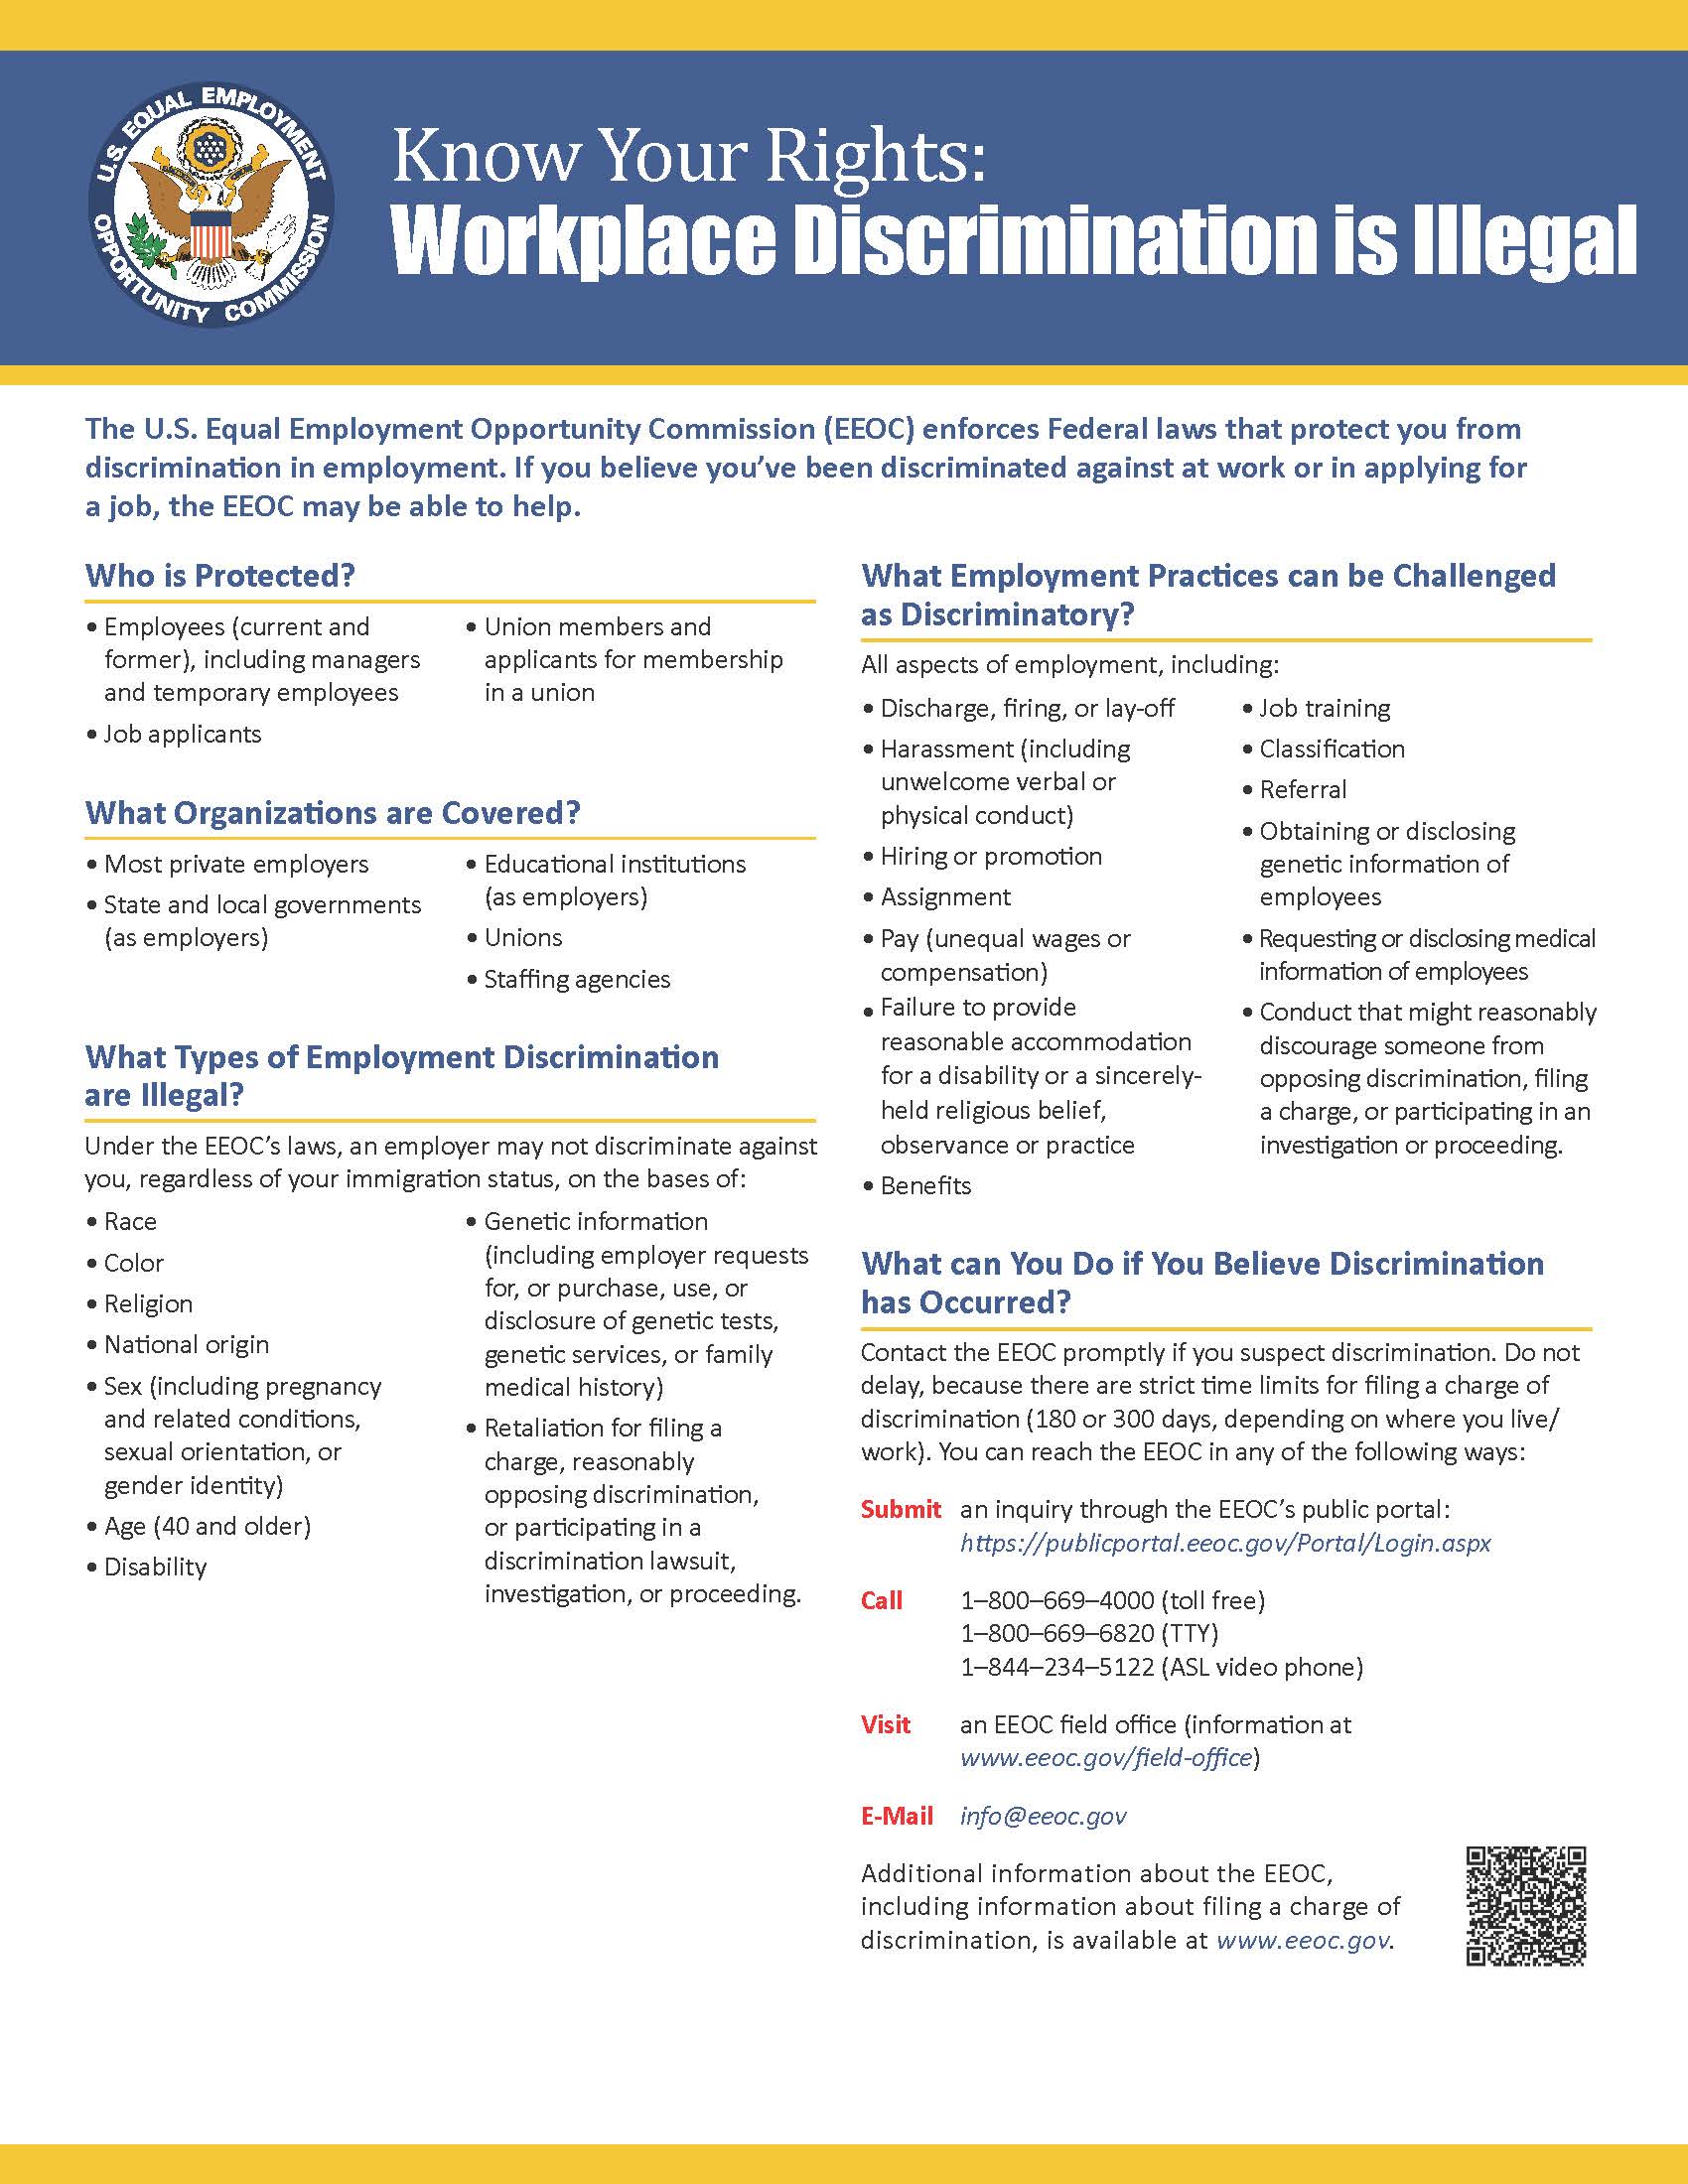 U.S. EQUAL EMPLOYMENT
OPPORTUNITY COMMISSION
Know Your Rights:
Workplace Discrimination is Illegal
The U.S. Equal Employment Opportunity Commission (EEOC) enforces Federal laws that protect you from
discrimination in employment. If you believe you’ve been discriminated against at work or in applying for
a job, the EEOC may be able to help.
Who is Protected?
• Employees (current and
former), including managers
and temporary employees
• Job applicants
• Union members and
applicants for membership
in a union
What Organizations are Covered?
• Most private employers
• State and local governments
(as employers)
• Educational institutions
(as employers)
• Unions
• Staffing agencies
What Types of Employment Discrimination
are Illegal?
Under the EEOC’s laws, an employer may not discriminate against
you, regardless of your immigration status, on the bases of:
• Race
• Color
• Religion
• National origin
• Sex (including pregnancy
and related conditions,
sexual orientation, or
gender identity)
• Age (40 and older)
• Disability
• Genetic information
(including employer requests
for, or purchase, use, or
disclosure of genetic tests,
genetic services, or family
medical history)
• Retaliation for filing a
charge, reasonably
opposing discrimination,
or participating in a
discrimination lawsuit,
investigation, or proceeding.
What Employment Practices can be Challenged
as Discriminatory?
All aspects of employment, including:
• Discharge, firing, or lay-off
• Harassment (including
unwelcome verbal or
physical conduct)
• Hiring or promotion
• Assignment
• Pay (unequal wages or
compensation)
• Failure to provide
reasonable accommodation
for a disability or a sincerely-
held religious belief,
observance or practice
• Benefits
• Job training
• Classification
• Referral
• Obtaining or disclosing
genetic information of
employees
• Requesting or disclosing medical
information of employees
• Conduct that might reasonably
discourage someone from
opposing discrimination, filing
a charge, or participating in an
investigation or proceeding.
What can You Do if You Believe Discrimination
has Occurred?
Contact the EEOC promptly if you suspect discrimination. Do not
delay, because there are strict time limits for filing a charge of
discrimination (180 or 300 days, depending on where you live/
work). You can reach the EEOC in any of the following ways:
Submit an inquiry through the EEOC’s public portal:
https://publicportal.eeoc.gov/Portal/Login.aspx
Call 1–800–669–4000 (toll free)
1–800–669–6820 (TTY)
1–844–234–5122 (ASL video phone)
Visit an EEOC field office (information at
www.eeoc.gov/field-office)
E-Mail info@eeoc.gov
Additional information about the EEOC,
including information about filing a charge of
discrimination, is available at www.eeoc.gov.